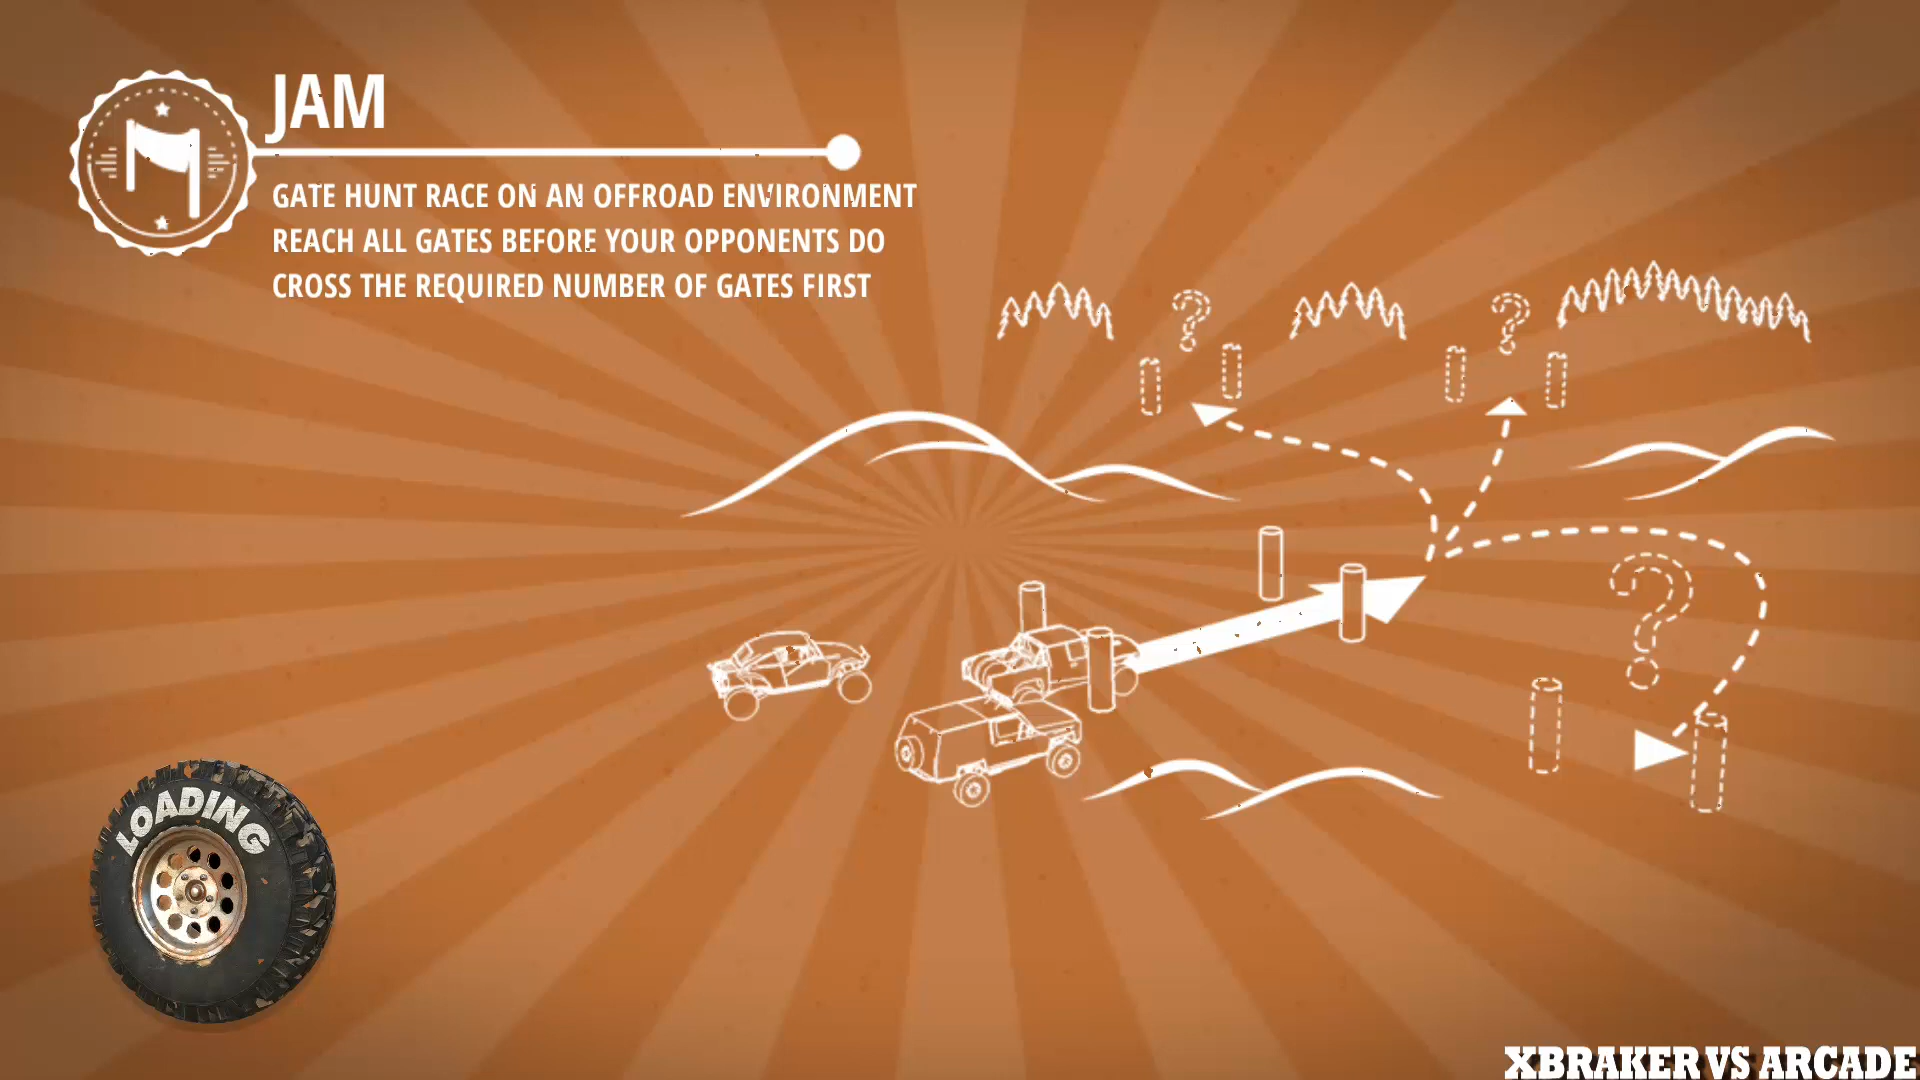 JAM
GATE HUNT RACE ON AN OFFROAD ENVIRONMENT
REACH ALL GATES BEFORE YOUR OPPONENTS DO
CROSS THE REQUIRED NUMBER OF GATES FIRST
?
?
?
LOADING
XBRAKER VS ARCADE